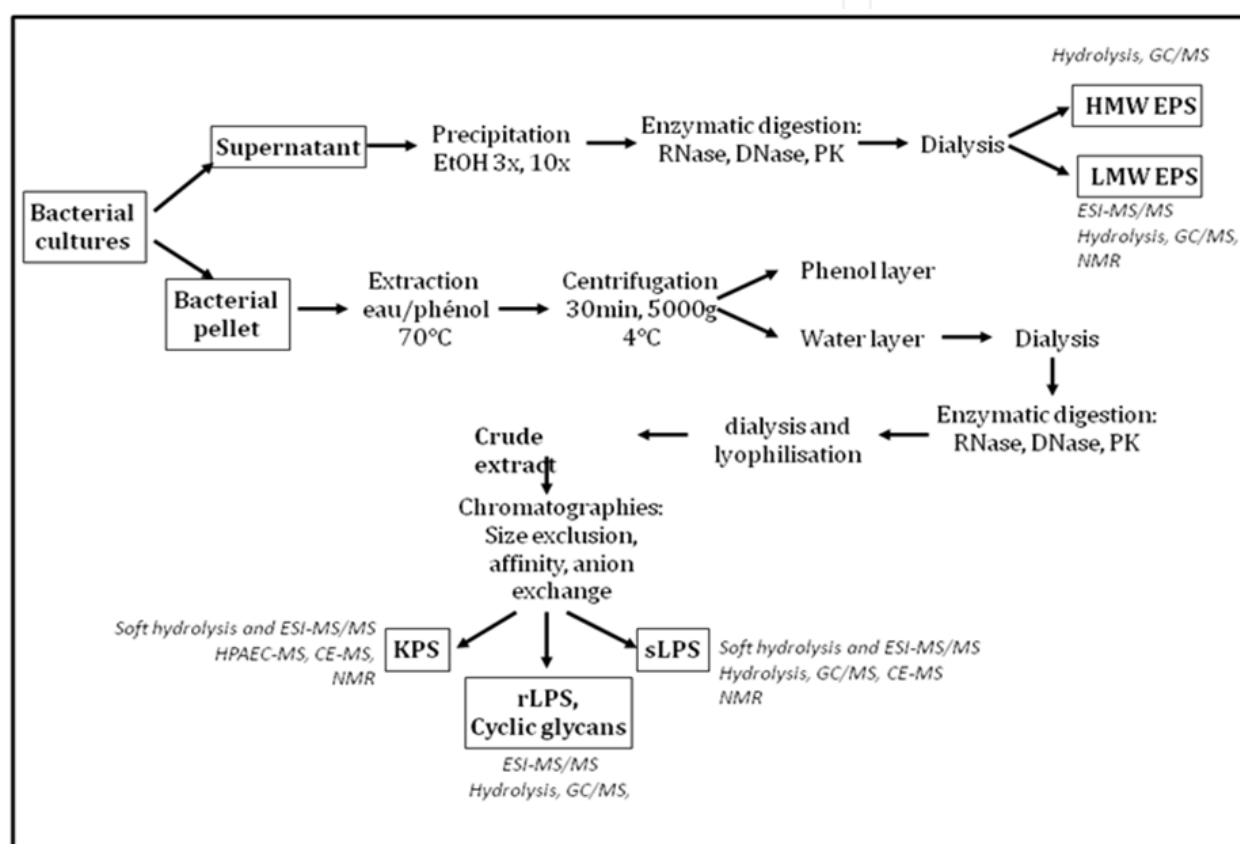 Hydrolysis, GC/MS
HMW EPS
Supernatant
Precipitation
EtOH 3x, 10x
Enzymatic digestion:
RNase, DNase, PK
Dialysis
LMW EPS
ESI-MS/MS
Hydrolysis, GC/MS,
NMR
Bacterial
cultures
Bacterial
pellet
Extraction
eau/phénol
70°C
Centrifugation
30min, 5000g
4°C
Phenol layer
Water layer
Dialysis
Enzymatic digestion:
RNase, DNase, PK
dialysis and
lyophilisation
Crude
extract
Chromatographies:
Size exclusion,
affinity, anion
exchange
Soft hydrolysis and ESI-MS/MS
HPAEC-MS, CE-MS,
NMR
KPS
rLPS,
Cyclic glycans
ESI-MS/MS
Hydrolysis, GC/MS,
sLPS
Soft hydrolysis and ESI-MS/MS
Hydrolysis, GC/MS, CE-MS
NMR